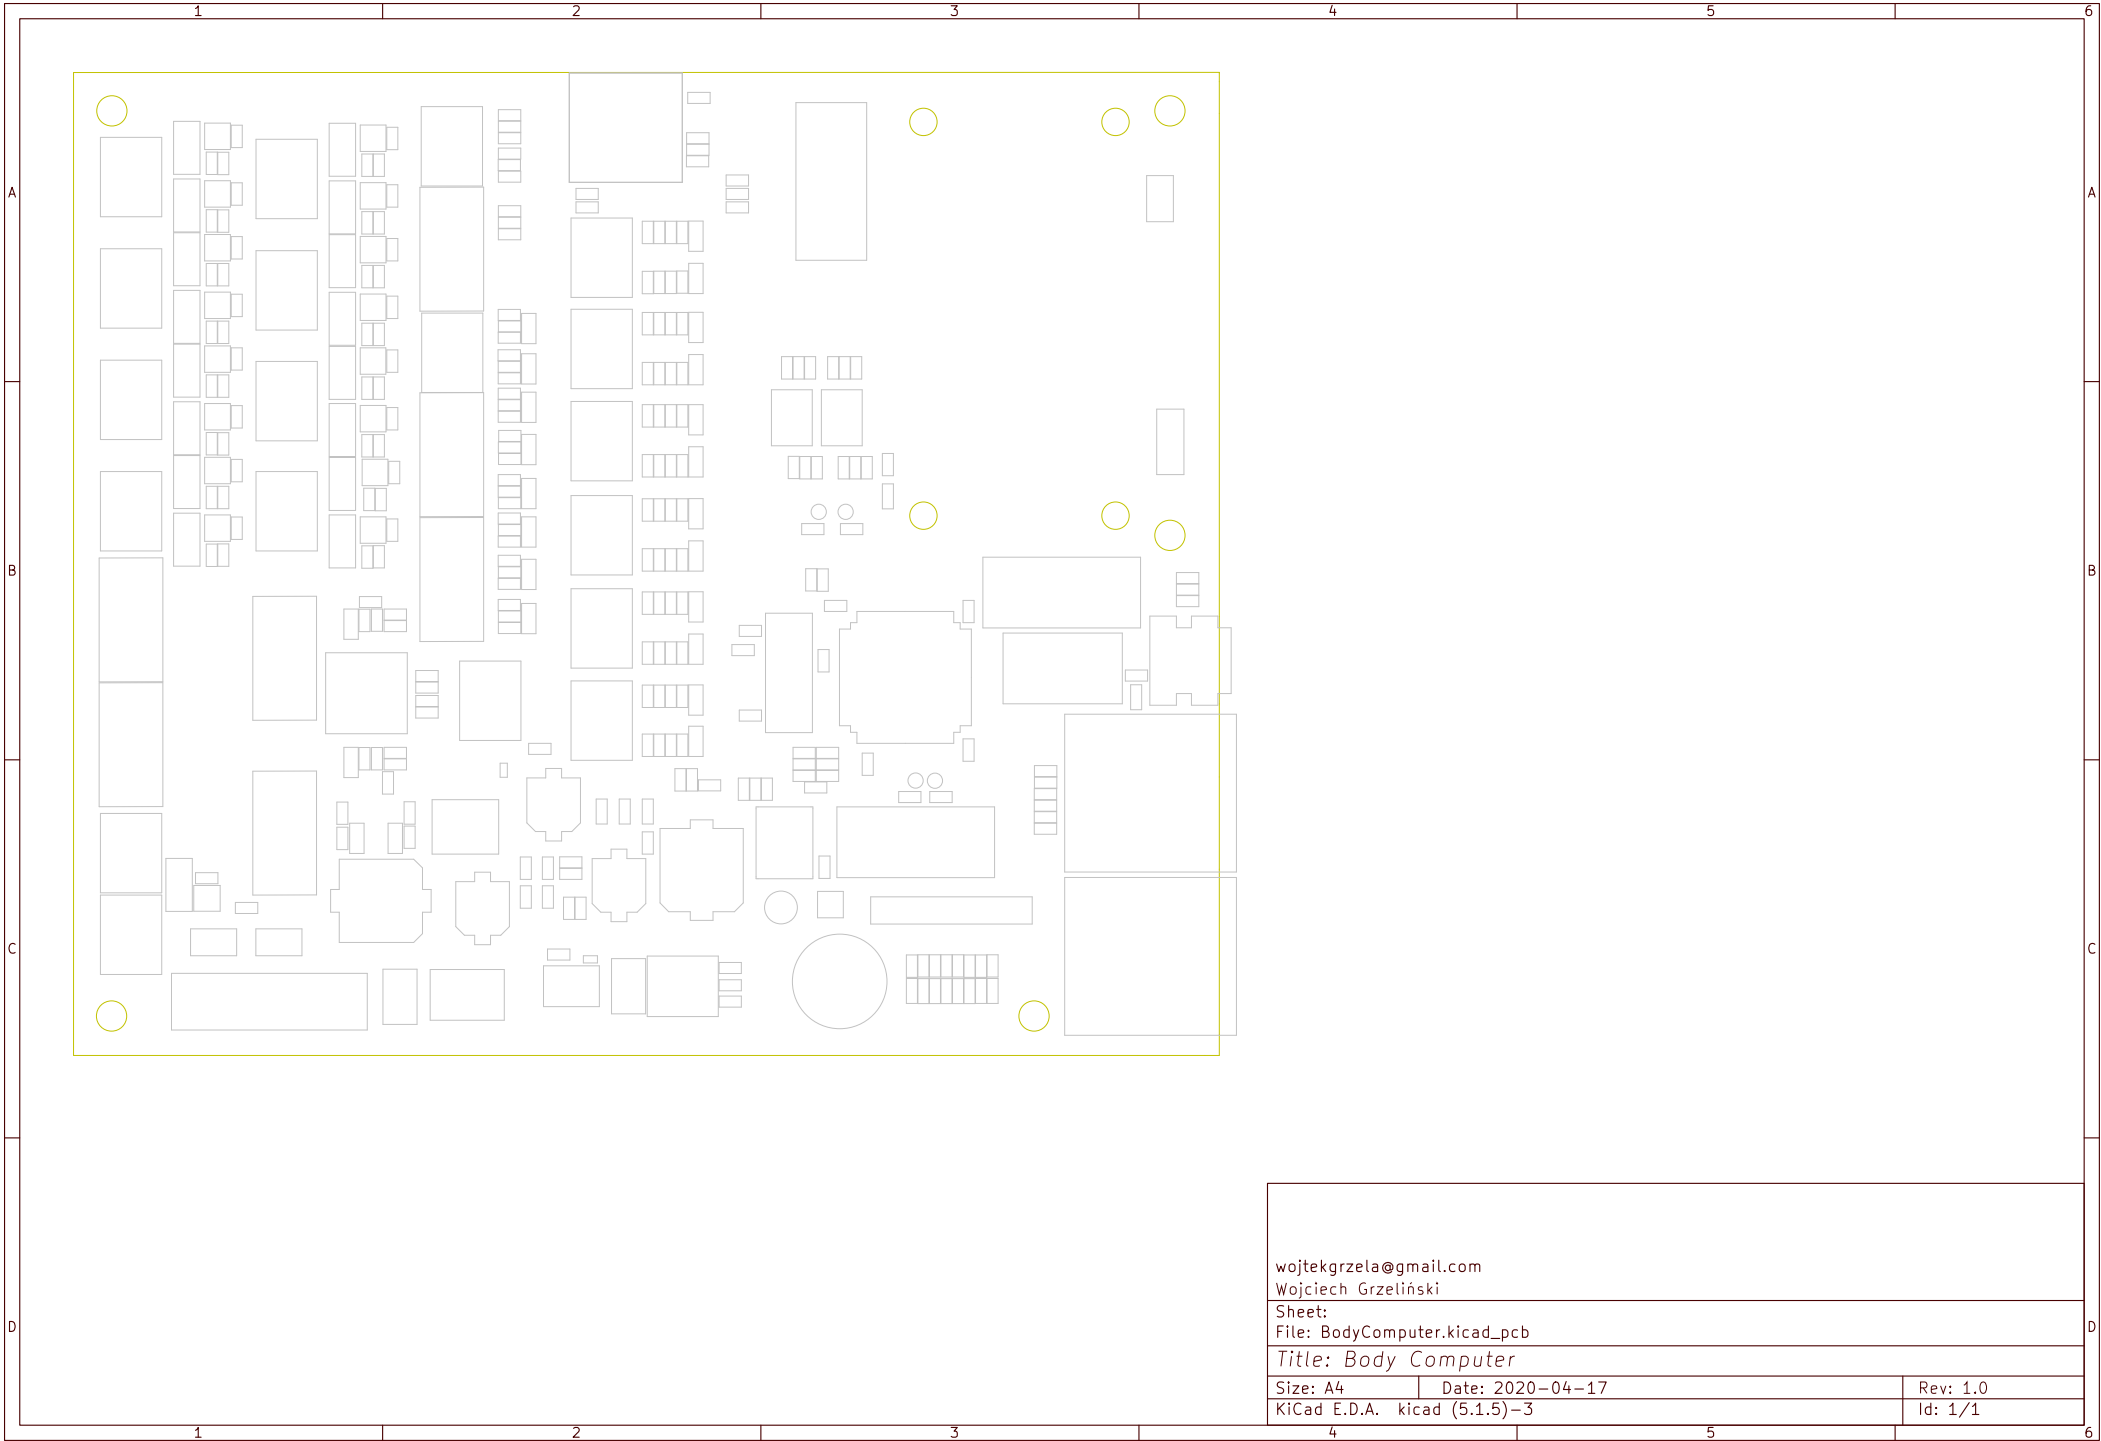 1 2 3 4 5 6
A A
B B
C C
wojtekgrzela@gmail.com
Wojciech Grzeliński
Sheet:
File: BodyComputer.kicad_pcb
D D
Title: Body Computer
Size: A4 Date: 2020-04-17 Rev: 1.0
KiCad E.D.A. kicad (5.1.5)-3 Id: 1/1
1 2 3 4 5 6